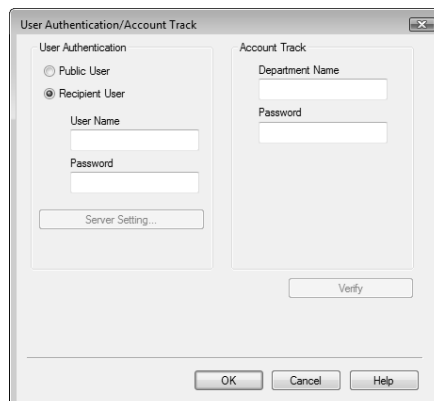 User Authentication/Account Track
User Authentication
Public User
Recipient User
User Name
Password
Server Setting...
Account Track
Department Name
Password
Verify
OK
Cancel
Help